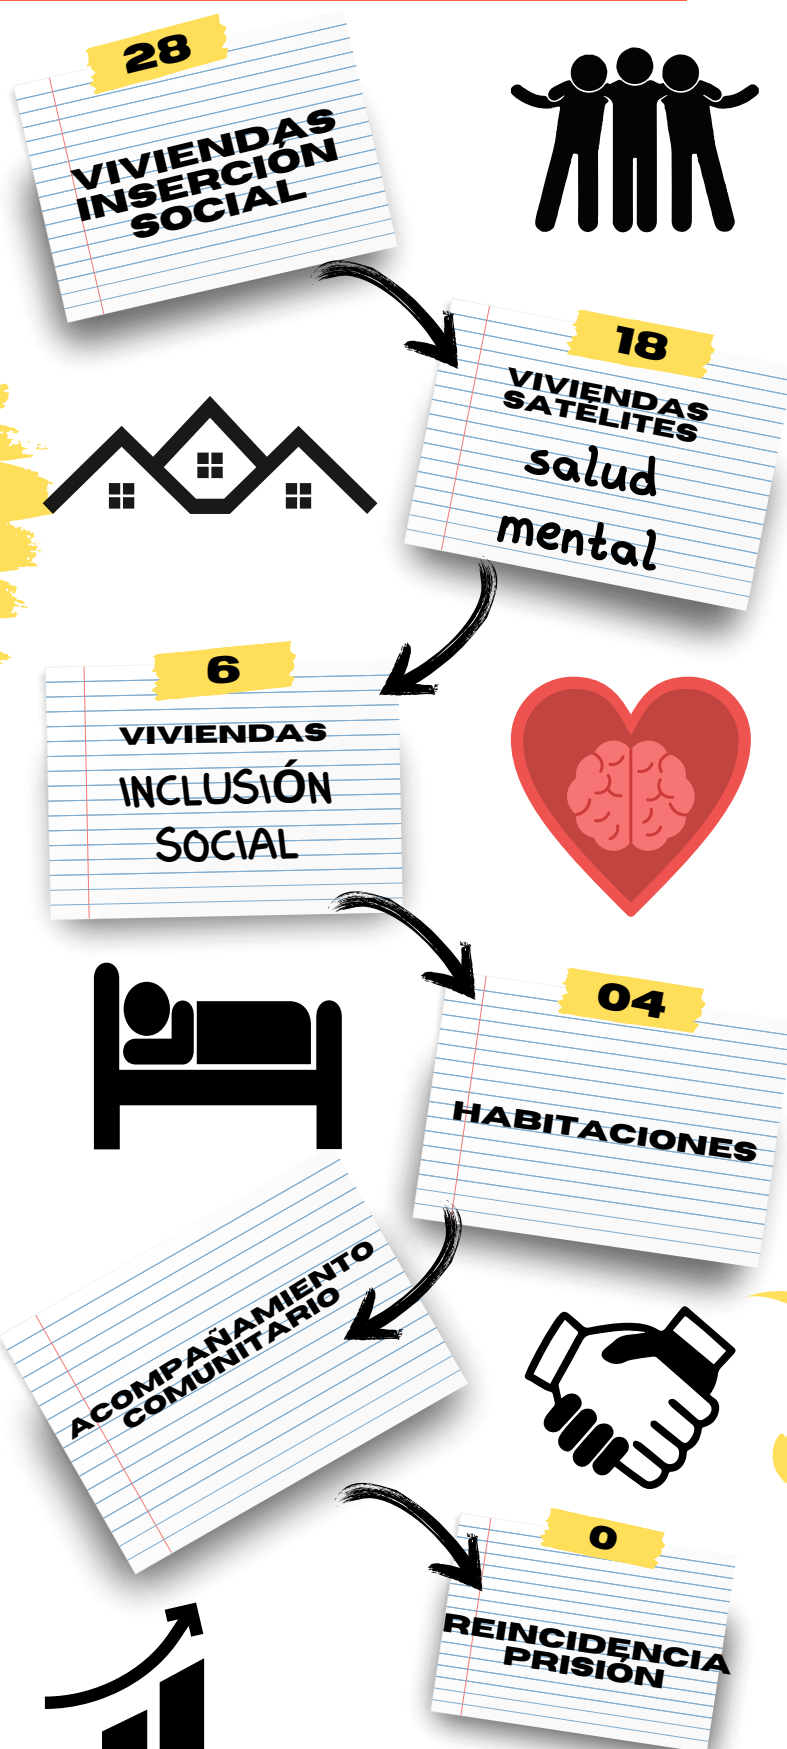 28
VIVIENDAS
INSERCIÓN
SOCIAL
18
VIVIENDAS
SATÉLITES
salud
mental
6
VIVIENDAS
INCLUSIÓN
SOCIAL
04
HABITACIONES
ACOMPAÑAMIENTO
COMUNITARIO
0
REINCIDENCIA
PRISIÓN